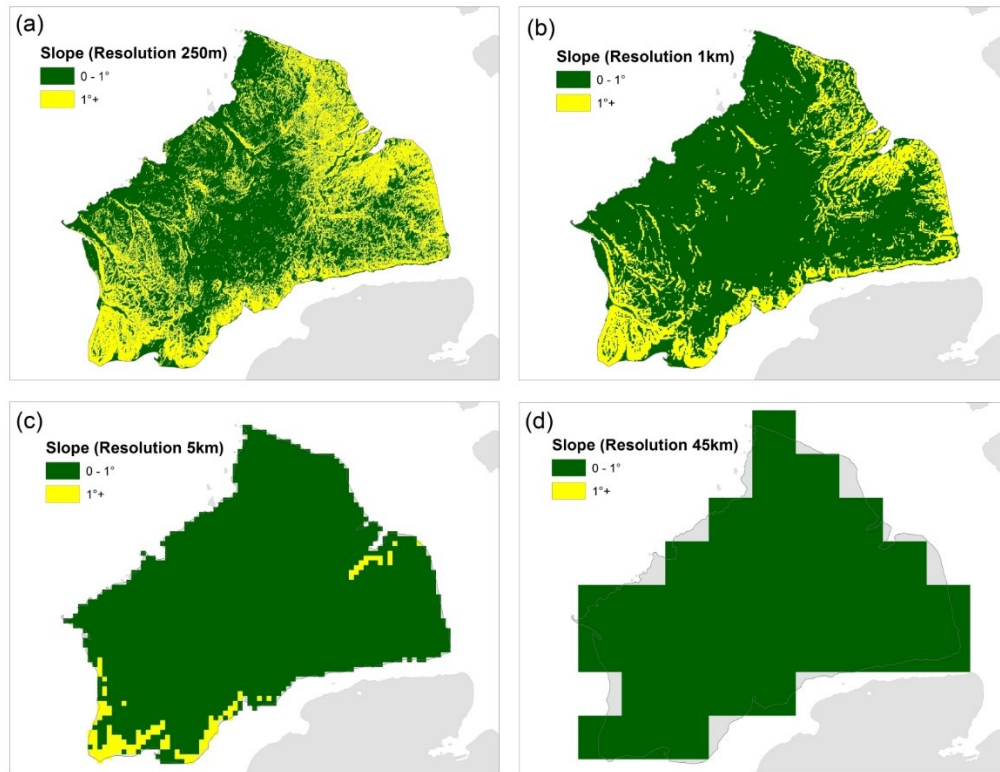 (a)
Slope (Resolution 250m)
0 - 1°
1°+
(b)
Slope (Resolution 1km)
0 - 1°
1°+
(c)
Slope (Resolution 5km)
0 - 1°
1°+
(d)
Slope (Resolution 45km)
0 - 1°
1°+